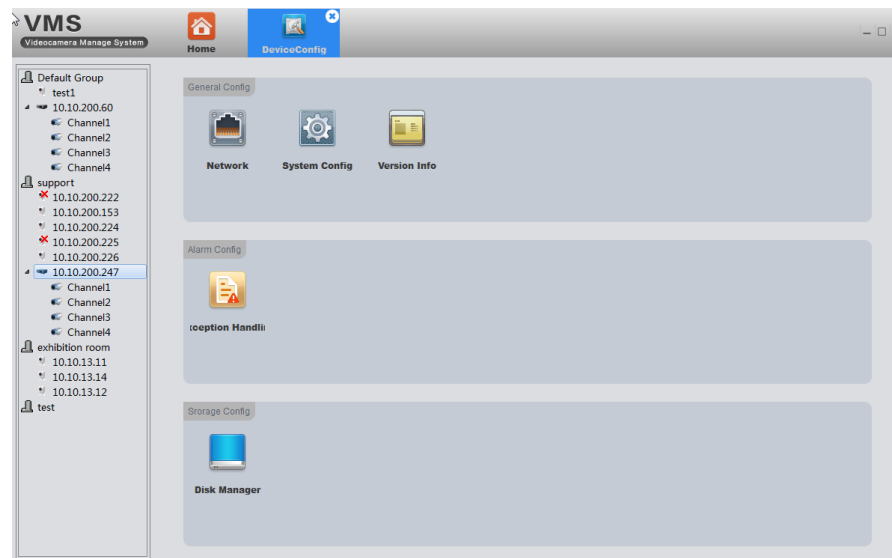 VMS
Videocamera Manage System
Home
DeviceConfig
Default Group
test1
10.10.200.60
Channel1
Channel2
Channel3
Channel4
support
10.10.200.222
10.10.200.153
10.10.200.224
10.10.200.225
10.10.200.226
10.10.200.247
Channel1
Channel2
Channel3
Channel4
exhibition room
10.10.13.11
10.10.13.14
10.10.13.12
test
General Config
Network
System Config
Version Info
Alarm Config
ception Handli
Srorage Config
Disk Manager